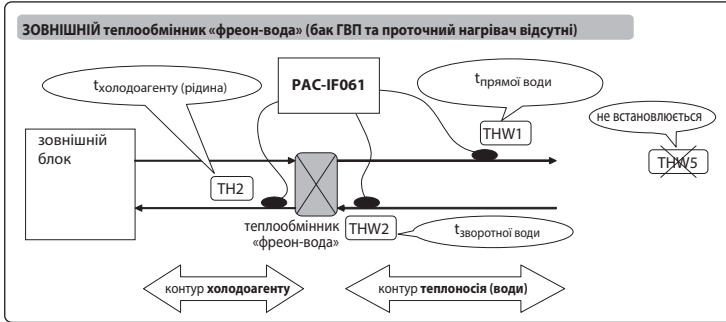 ЗОВНІШНІЙ теплообмінник «фреон-вода» (бак ГВП та проточний нагрівач відсутні)
tхолодоагенту (рідина)
PAC-IF061
tпрямої води
зовнішній
блок
THW1
не встановлюється
THW5
TH2
теплообмінник
«фреон-вода»
THW2
tзворотної води
контур холодоагенту
контур теплоносія (води)